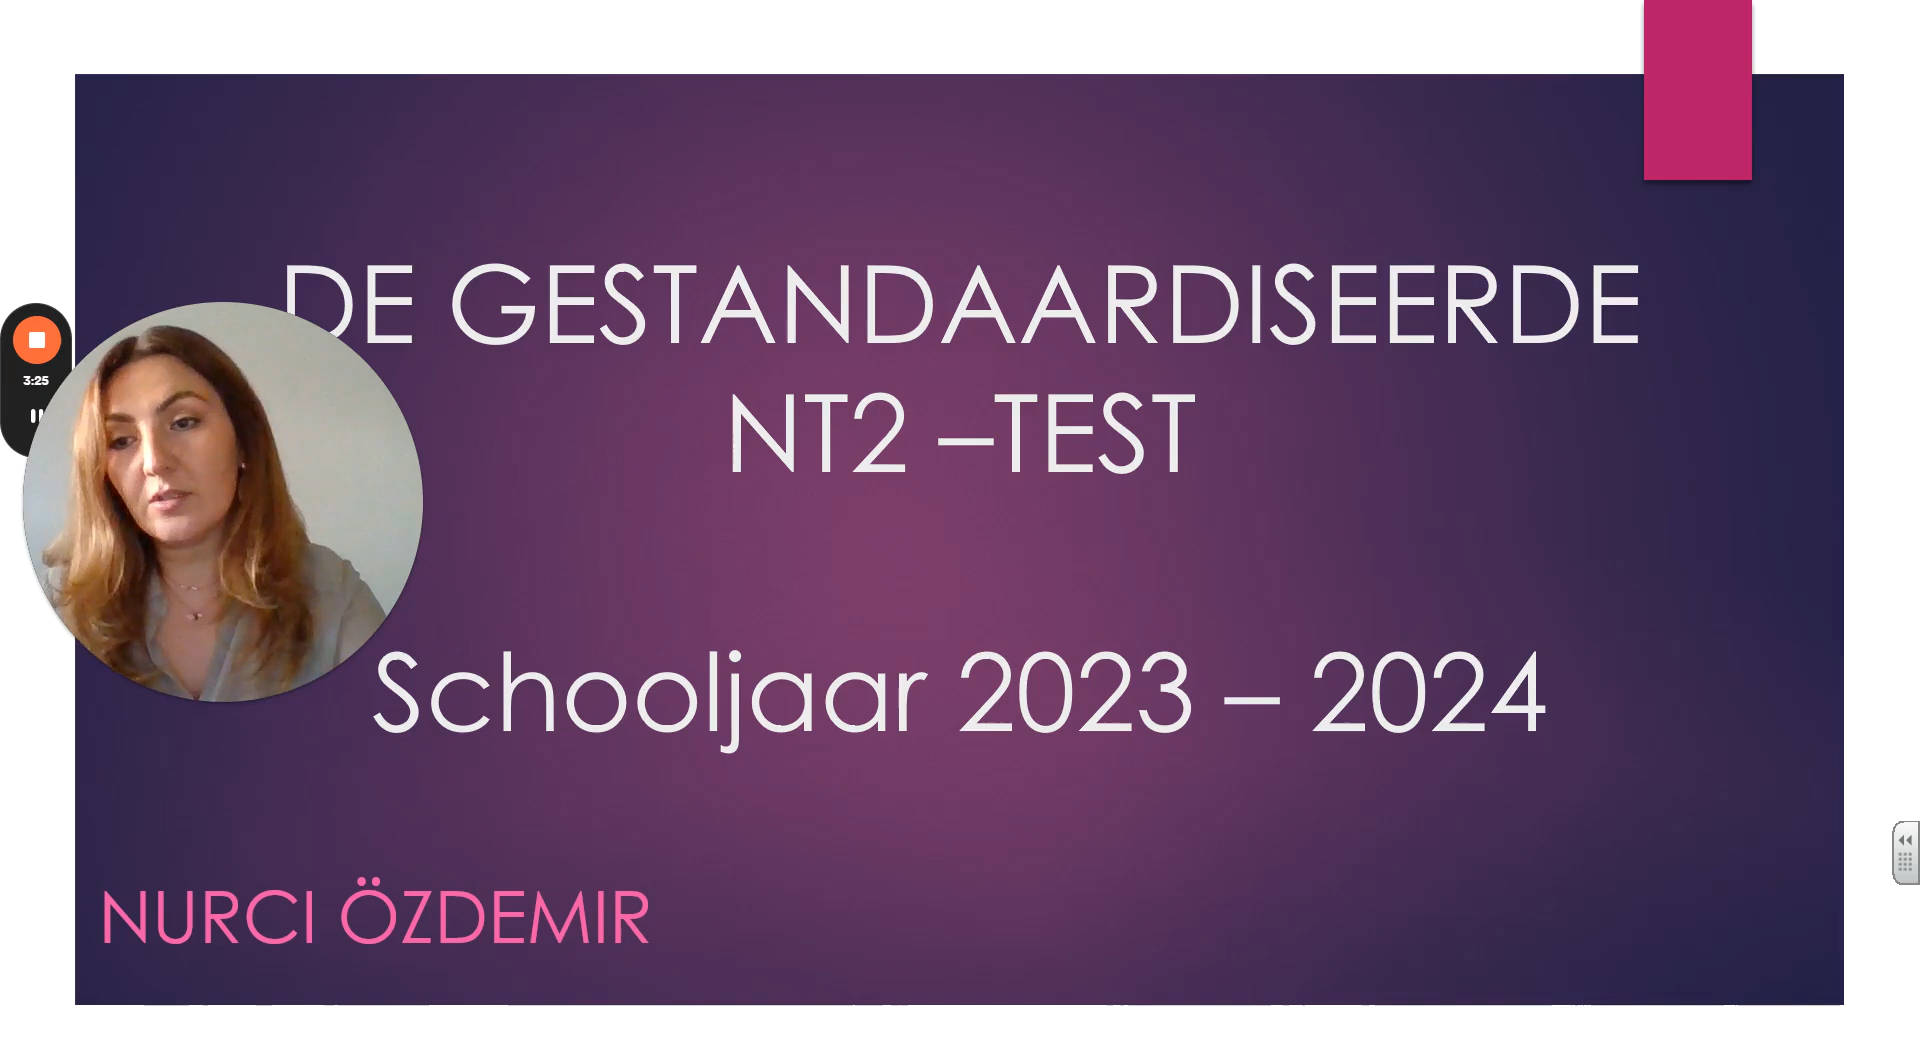 DE GESTANDAARDISEERDE
NT2 –TEST
3:25
Schooljaar 2023 – 2024
NURCI ÖZDEMIR